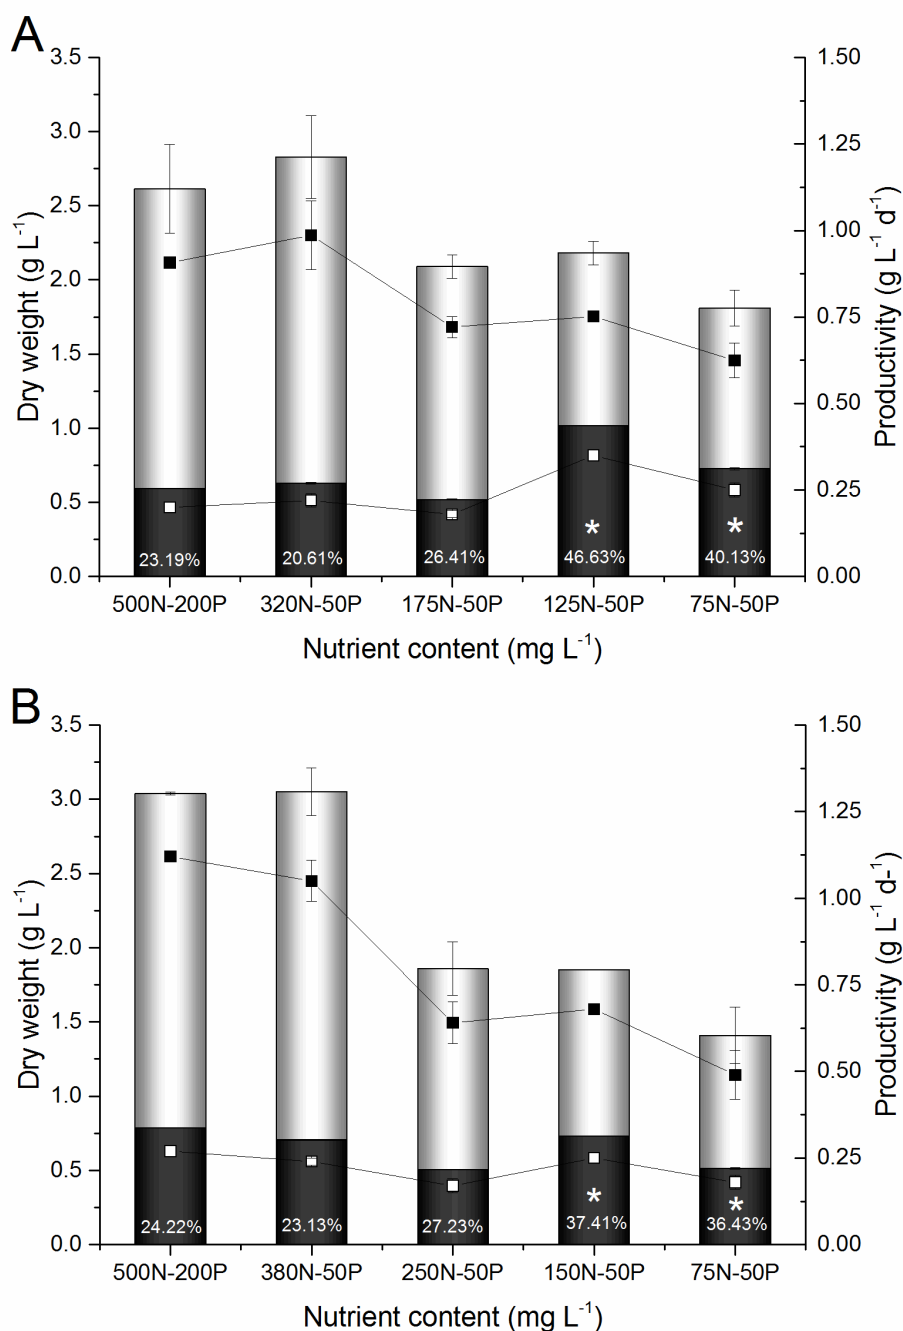 A
3.5
3.0
2.5
2.0
1.5
1.0
0.5
0.0
Dry weight (g L-1)
1.50
1.25
1.00
0.75
0.50
0.25
0.00
Productivity (g L-1 d-1)
* *
23.19% 20.61% 26.41% 46.63% 40.13%
500N-200P 320N-50P 175N-50P 125N-50P 75N-50P
Nutrient content (mg L-1)
B
3.5
3.0
2.5
2.0
1.5
1.0
0.5
0.0
Dry weight (g L-1)
1.50
1.25
1.00
0.75
0.50
0.25
0.00
Productivity (g L-1 d-1)
* *
24.22% 23.13% 27.23% 37.41% 36.43%
500N-200P 380N-50P 250N-50P 150N-50P 75N-50P
Nutrient content (mg L-1)